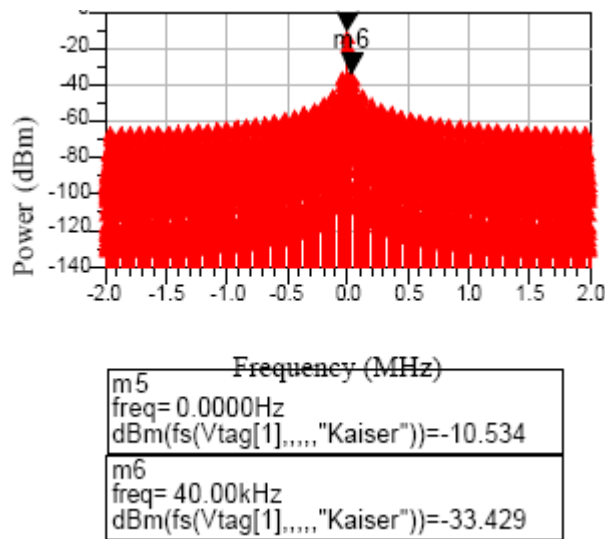 0
-20
-40
-60
-80
-100
-120
-140
Power (dBm)
m6
-2.0 -1.5 -1.0 -0.5 0.0 0.5 1.0 1.5 2.0
Frequency (MHz)
m5
freq= 0.0000Hz
dBm(fs(Vtag[1],,,,,"Kaiser"))=-10.534
m6
freq= 40.00kHz
dBm(fs(Vtag[1],,,,,"Kaiser"))=-33.429